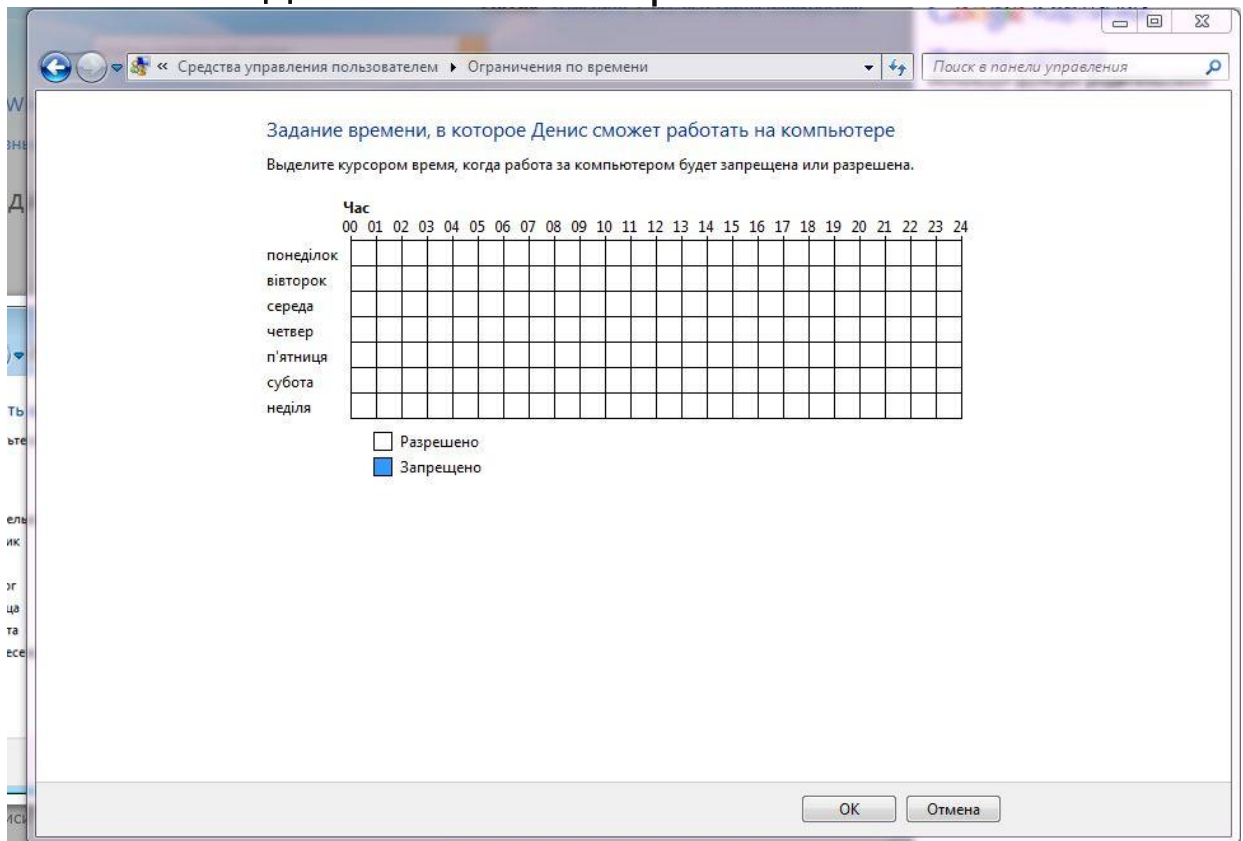 « Средства управления пользователем ▸ Ограничения по времени
Поиск в панели управления
Задание времени, в которое Денис сможет работать на компьютере
Выделите курсором время, когда работа за компьютером будет запрещена или разрешена.
Час
00 01 02 03 04 05 06 07 08 09 10 11 12 13 14 15 16 17 18 19 20 21 22 23 24
понеділок
вівторок
середа
четвер
п'ятниця
субота
неділя
Разрешено
Запрещено
OK Отмена